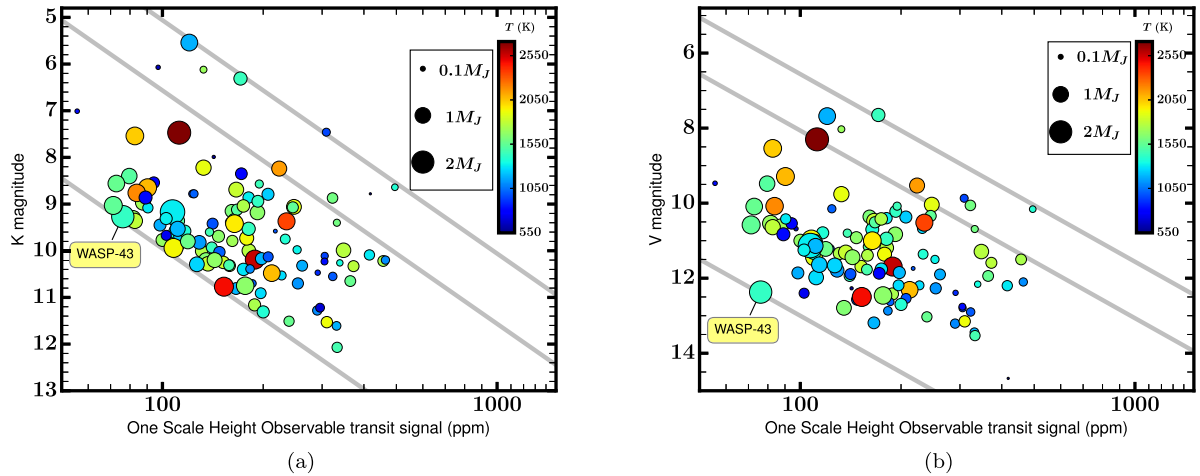 5
6
7
8
9
10
11
12
13
100
1000
K magnitude
One Scale Height Observable transit signal (ppm)
WASP-43
0.1M_J
1M_J
2M_J
T (K)
2550
2050
1550
1050
550
(a)
6
8
10
12
14
100
1000
V magnitude
One Scale Height Observable transit signal (ppm)
WASP-43
0.1M_J
1M_J
2M_J
T (K)
2550
2050
1550
1050
550
(b)